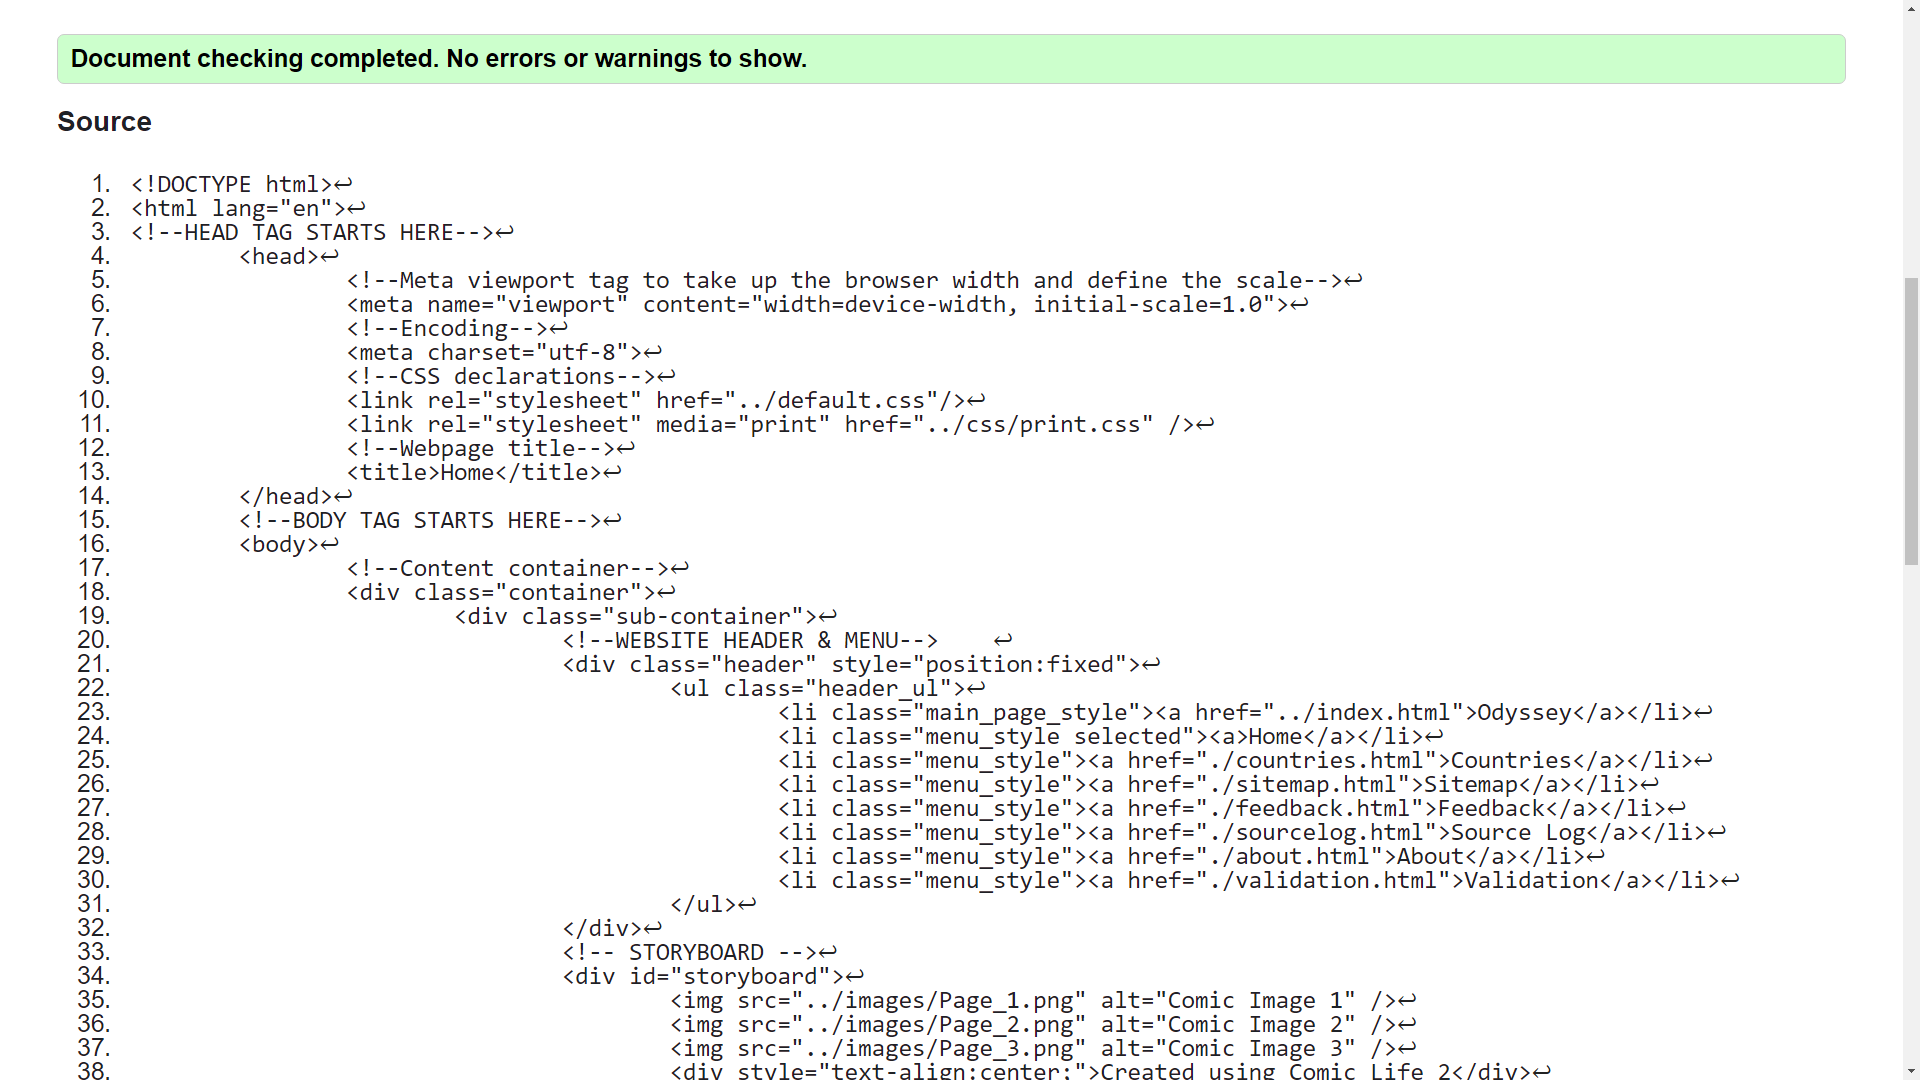 Document checking completed. No errors or warnings to show.
Source
1. <!DOCTYPE html>↩
2. <html lang="en">↩
3. <!--HEAD TAG STARTS HERE-->↩
4. <head>↩
5. <!--Meta viewport tag to take up the browser width and define the scale-->↩
6. <meta name="viewport" content="width=device-width, initial-scale=1.0">↩
7. <!--Encoding-->↩
8. <meta charset="utf-8">↩
9. <!--CSS declarations-->↩
10. <link rel="stylesheet" href="../default.css"/>↩
11. <link rel="stylesheet" media="print" href="../css/print.css" />↩
12. <!--Webpage title-->↩
13. <title>Home</title>↩
14. </head>↩
15. <!--BODY TAG STARTS HERE-->↩
16. <body>↩
17. <!--Content container-->↩
18. <div class="container">↩
19. <div class="sub-container">↩
20. <!--WEBSITE HEADER & MENU--> ↩
21. <div class="header" style="position:fixed">↩
22. <ul class="header_ul">↩
23. <li class="main_page_style"><a href="../index.html">Odyssey</a></li>↩
24. <li class="menu_style selected"><a>Home</a></li>↩
25. <li class="menu_style"><a href="./countries.html">Countries</a></li>↩
26. <li class="menu_style"><a href="./sitemap.html">Sitemap</a></li>↩
27. <li class="menu_style"><a href="./feedback.html">Feedback</a></li>↩
28. <li class="menu_style"><a href="./sourcelog.html">Source Log</a></li>↩
29. <li class="menu_style"><a href="./about.html">About</a></li>↩
30. <li class="menu_style"><a href="./validation.html">Validation</a></li>↩
31. </ul>↩
32. </div>↩
33. <!-- STORYBOARD -->↩
34. <div id="storyboard">↩
35. <img src="../images/Page_1.png" alt="Comic Image 1" />↩
36. <img src="../images/Page_2.png" alt="Comic Image 2" />↩
37. <img src="../images/Page_3.png" alt="Comic Image 3" />↩
38. <div style="text-align:center;">Created using Comic Life 2</div>↩